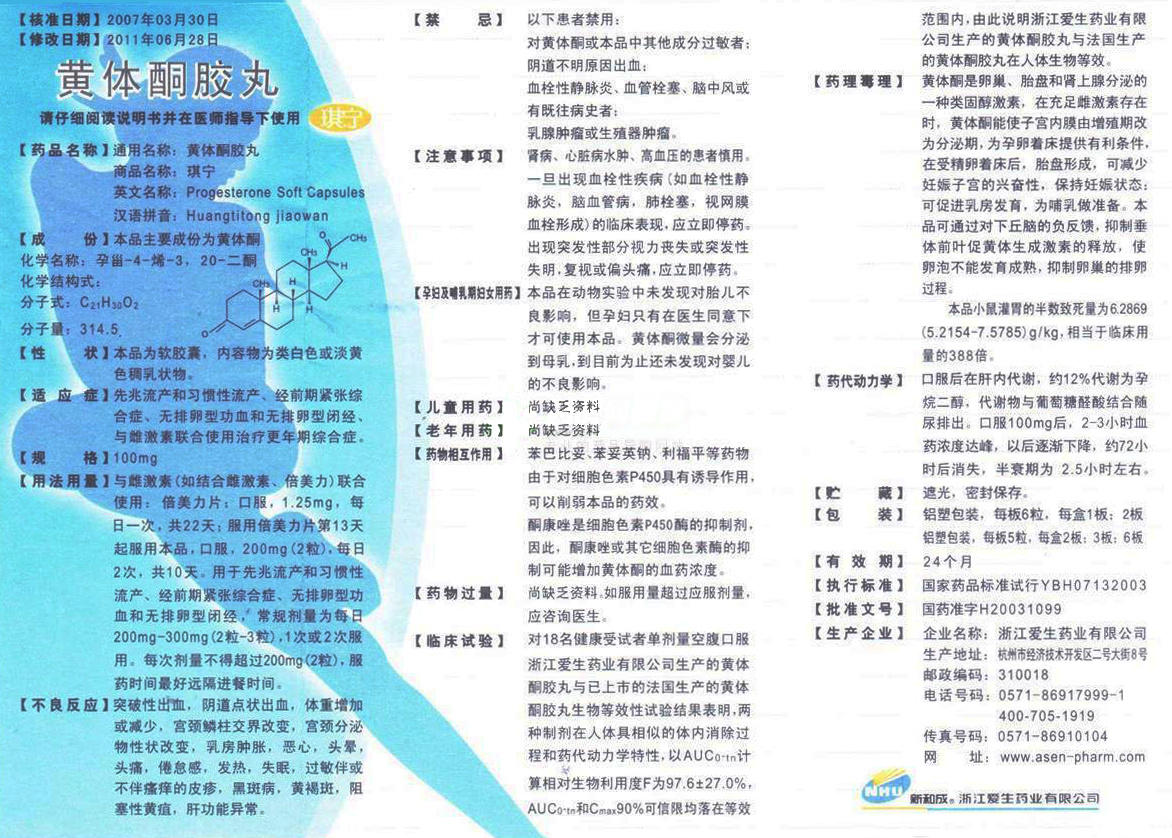 【核准日期】2007年03月30日
【修改日期】2011年06月28日
黄体酮胶丸
请仔细阅读说明书并在医师指导下使用
琪宁
【药品名称】通用名称：黄体酮胶丸
商品名称：琪宁
英文名称：Progesterone Soft Capsules
汉语拼音：Huangtitong jiaowan
【成 份】本品主要成份为黄体酮
化学名称：孕甾-4-烯-3，20-二酮
化学结构式：
分子式：C₂₁H₃₀O₂
分子量：314.5
O
CH₃
CH₃
H
CH₃
H
H
H
O
【性 状】本品为软胶囊，内容物为类白色或淡黄
色稠乳状物。
【适 应 症】先兆流产和习惯性流产、经前期紧张综
合症、无排卵型功血和无排卵型闭经、
与雌激素联合使用治疗更年期综合症。
【规 格】100mg
【用法用量】与雌激素(如结合雌激素、倍美力)联合
使用：倍美力片；口服，1.25mg，每
日一次，共22天；服用倍美力片第13天
起服用本品，口服，200mg(2粒)，每日
2次，共10天。用于先兆流产和习惯性
流产、经前期紧张综合症、无排卵型功
血和无排卵型闭经，常规剂量为每日
200mg-300mg(2粒-3粒)，1次或2次服
用。每次剂量不得超过200mg(2粒)，服
药时间最好远隔进餐时间。
【不良反应】突破性出血，阴道点状出血，体重增加
或减少，宫颈鳞柱交界改变，宫颈分泌
物性状改变，乳房肿胀，恶心，头晕，
头痛，倦怠感，发热，失眠，过敏伴或
不伴瘙痒的皮疹，黑斑病，黄褐斑，阻
塞性黄疸，肝功能异常。
【禁 忌】以下患者禁用：
对黄体酮或本品中其他成分过敏者；
阴道不明原因出血；
血栓性静脉炎、血管栓塞、脑中风或
有既往病史者；
乳腺肿瘤或生殖器肿瘤。
【注意事项】肾病、心脏病水肿、高血压的患者慎用。
一旦出现血栓性疾病(如血栓性静
脉炎，脑血管病，肺栓塞，视网膜
血栓形成)的临床表现，应立即停药。
出现突发性部分视力丧失或突发性
失明，复视或偏头痛，应立即停药。
【孕妇及哺乳期妇女用药】本品在动物实验中未发现对胎儿不
良影响，但孕妇只有在医生同意下
才可使用本品。黄体酮微量会分泌
到母乳，到目前为止还未发现对婴儿
的不良影响。
【儿童用药】尚缺乏资料
【老年用药】尚缺乏资料
【药物相互作用】苯巴比妥、苯妥英钠、利福平等药物
由于对细胞色素P450具有诱导作用，
可以削弱本品的药效。
酮康唑是细胞色素P450酶的抑制剂，
因此，酮康唑或其它细胞色素酶的抑
制可能增加黄体酮的血药浓度。
【药物过量】尚缺乏资料。如服用量超过应服剂量，
应咨询医生。
【临床试验】对18名健康受试者单剂量空腹口服
浙江爱生药业有限公司生产的黄体
酮胶丸与已上市的法国生产的黄体
酮胶丸生物等效性试验结果表明，两
种制剂在人体具相似的体内消除过
程和药代动力学特性，以AUC₀₋ₜₙ计
算相对生物利用度F为97.6±27.0%，
AUC₀₋ₜₙ和Cmax90%可信限均落在等效
范围内，由此说明浙江爱生药业有限
公司生产的黄体酮胶丸与法国生产
的黄体酮胶丸在人体生物等效。
【药理毒理】黄体酮是卵巢、胎盘和肾上腺分泌的
一种类固醇激素，在充足雌激素存在
时，黄体酮能使子宫内膜由增殖期改
为分泌期，为孕卵着床提供有利条件，
在受精卵着床后，胎盘形成，可减少
妊娠子宫的兴奋性，保持妊娠状态；
可促进乳房发育，为哺乳做准备。本
品可通过对下丘脑的负反馈，抑制垂
体前叶促黄体生成激素的释放，使
卵泡不能发育成熟，抑制卵巢的排卵
过程。
本品小鼠灌胃的半数致死量为6.2869
(5.2154-7.5785)g/kg，相当于临床用
量的388倍。
【药代动力学】口服后在肝内代谢，约12%代谢为孕
烷二醇，代谢物与葡萄糖醛酸结合随
尿排出。口服100mg后，2-3小时血
药浓度达峰，以后逐渐下降，约72小
时后消失，半衰期为 2.5小时左右。
【贮 藏】遮光，密封保存。
【包 装】铝塑包装，每板6粒，每盒1板；2板
铝塑包装，每板5粒，每盒2板；3板；6板
【有 效 期】24个月
【执行标准】国家药品标准试行YBH07132003
【批准文号】国药准字H20031099
【生产企业】企业名称：浙江爱生药业有限公司
生产地址：杭州市经济技术开发区二号大街8号
邮政编码：310018
电话号码：0571-86917999-1
400-705-1919
传真号码：0571-86910104
网 址：www.asen-pharm.com
NHU 新和成®浙江爱生药业有限公司